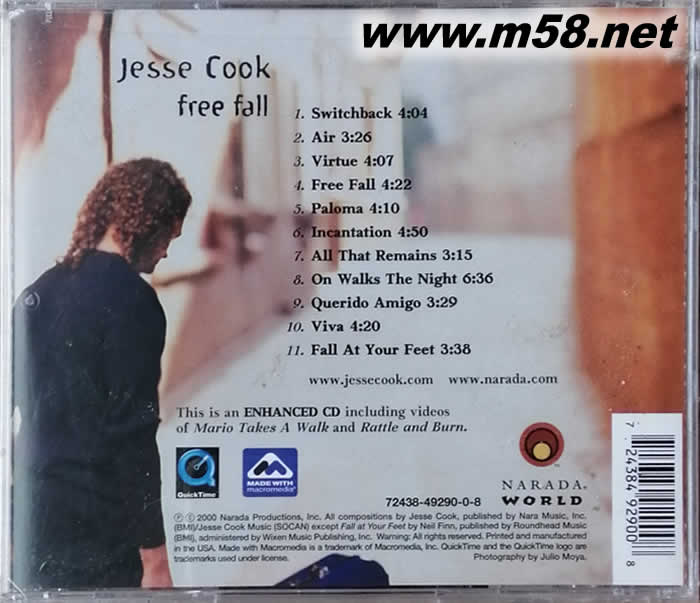 www.m58.net
Jesse Cook
free fall
1. Switchback 4:04
2. Air 3:26
3. Virtue 4:07
4. Free Fall 4:22
5. Paloma 4:10
6. Incantation 4:50
7. All That Remains 3:15
8. On Walks The Night 6:36
9. Querido Amigo 3:29
10. Viva 4:20
11. Fall At Your Feet 3:38
www.jessecook.com www.narada.com
This is an ENHANCED CD including videos
of Mario Takes A Walk and Rattle and Burn.
QuickTime
MADE WITH
macromedia
72438-49290-0-8
NARADA
WORLD
℗ © 2000 Narada Productions, Inc. All compositions by Jesse Cook, published by Nara Music, Inc.
(BMI)/Jesse Cook Music (SOCAN) except Fall at Your Feet by Neil Finn, published by Roundhead Music
(BMI), administered by Wixen Music Publishing, Inc. Warning: All rights reserved. Printed and manufactured
in the USA. Made with Macromedia is a trademark of Macromedia, Inc. QuickTime and the QuickTime logo are
trademarks used under license.
Photography by Julio Moya.
7 24384 92900 8